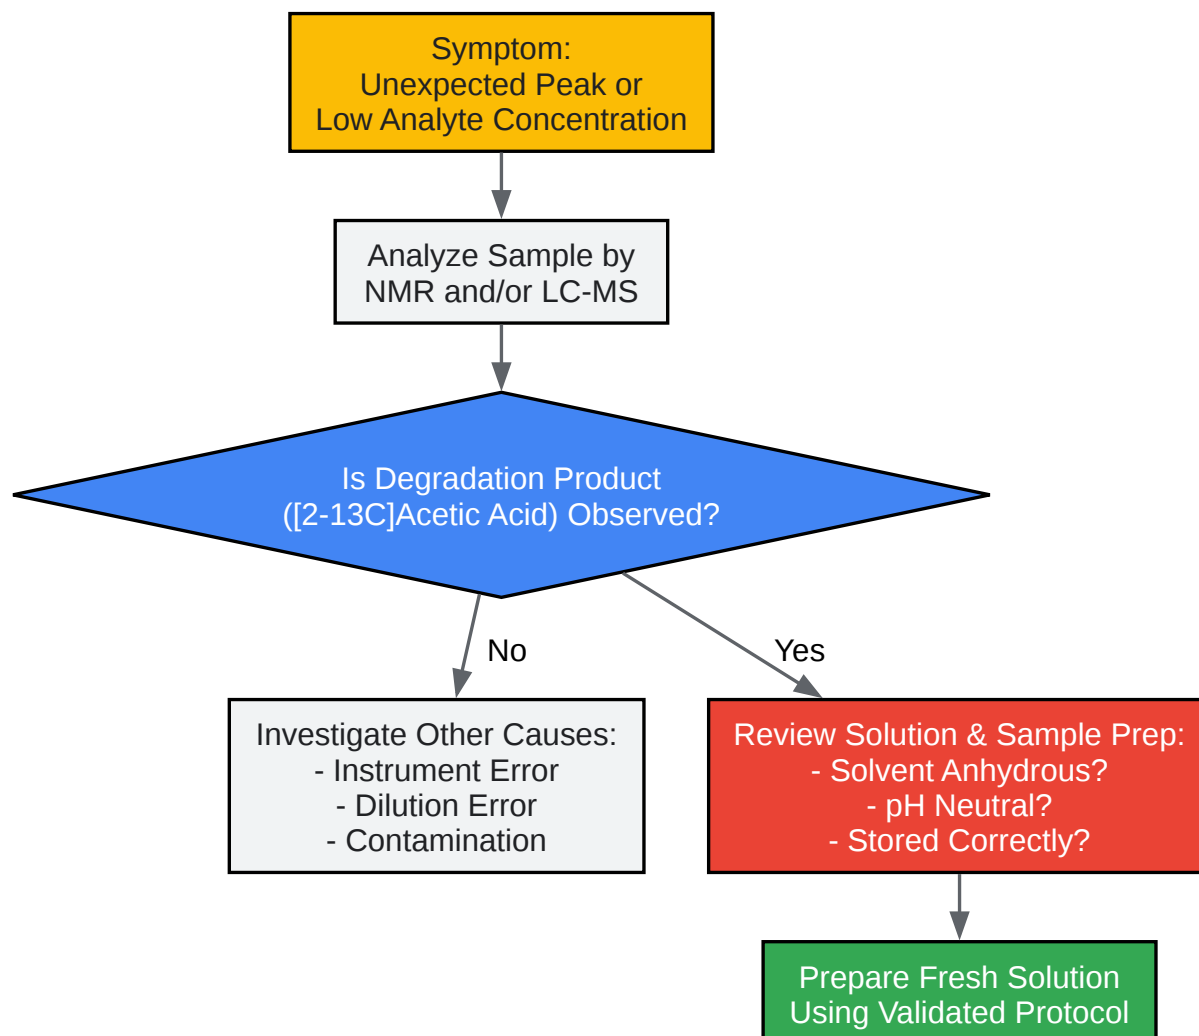 Symptom:
Unexpected Peak or
Low Analyte Concentration
Analyze Sample by
NMR and/or LC-MS
Is Degradation Product
([2-13C]Acetic Acid) Observed?
No
Yes
Investigate Other Causes:
- Instrument Error
- Dilution Error
- Contamination
Review Solution & Sample Prep:
- Solvent Anhydrous?
- pH Neutral?
- Stored Correctly?
Prepare Fresh Solution
Using Validated Protocol